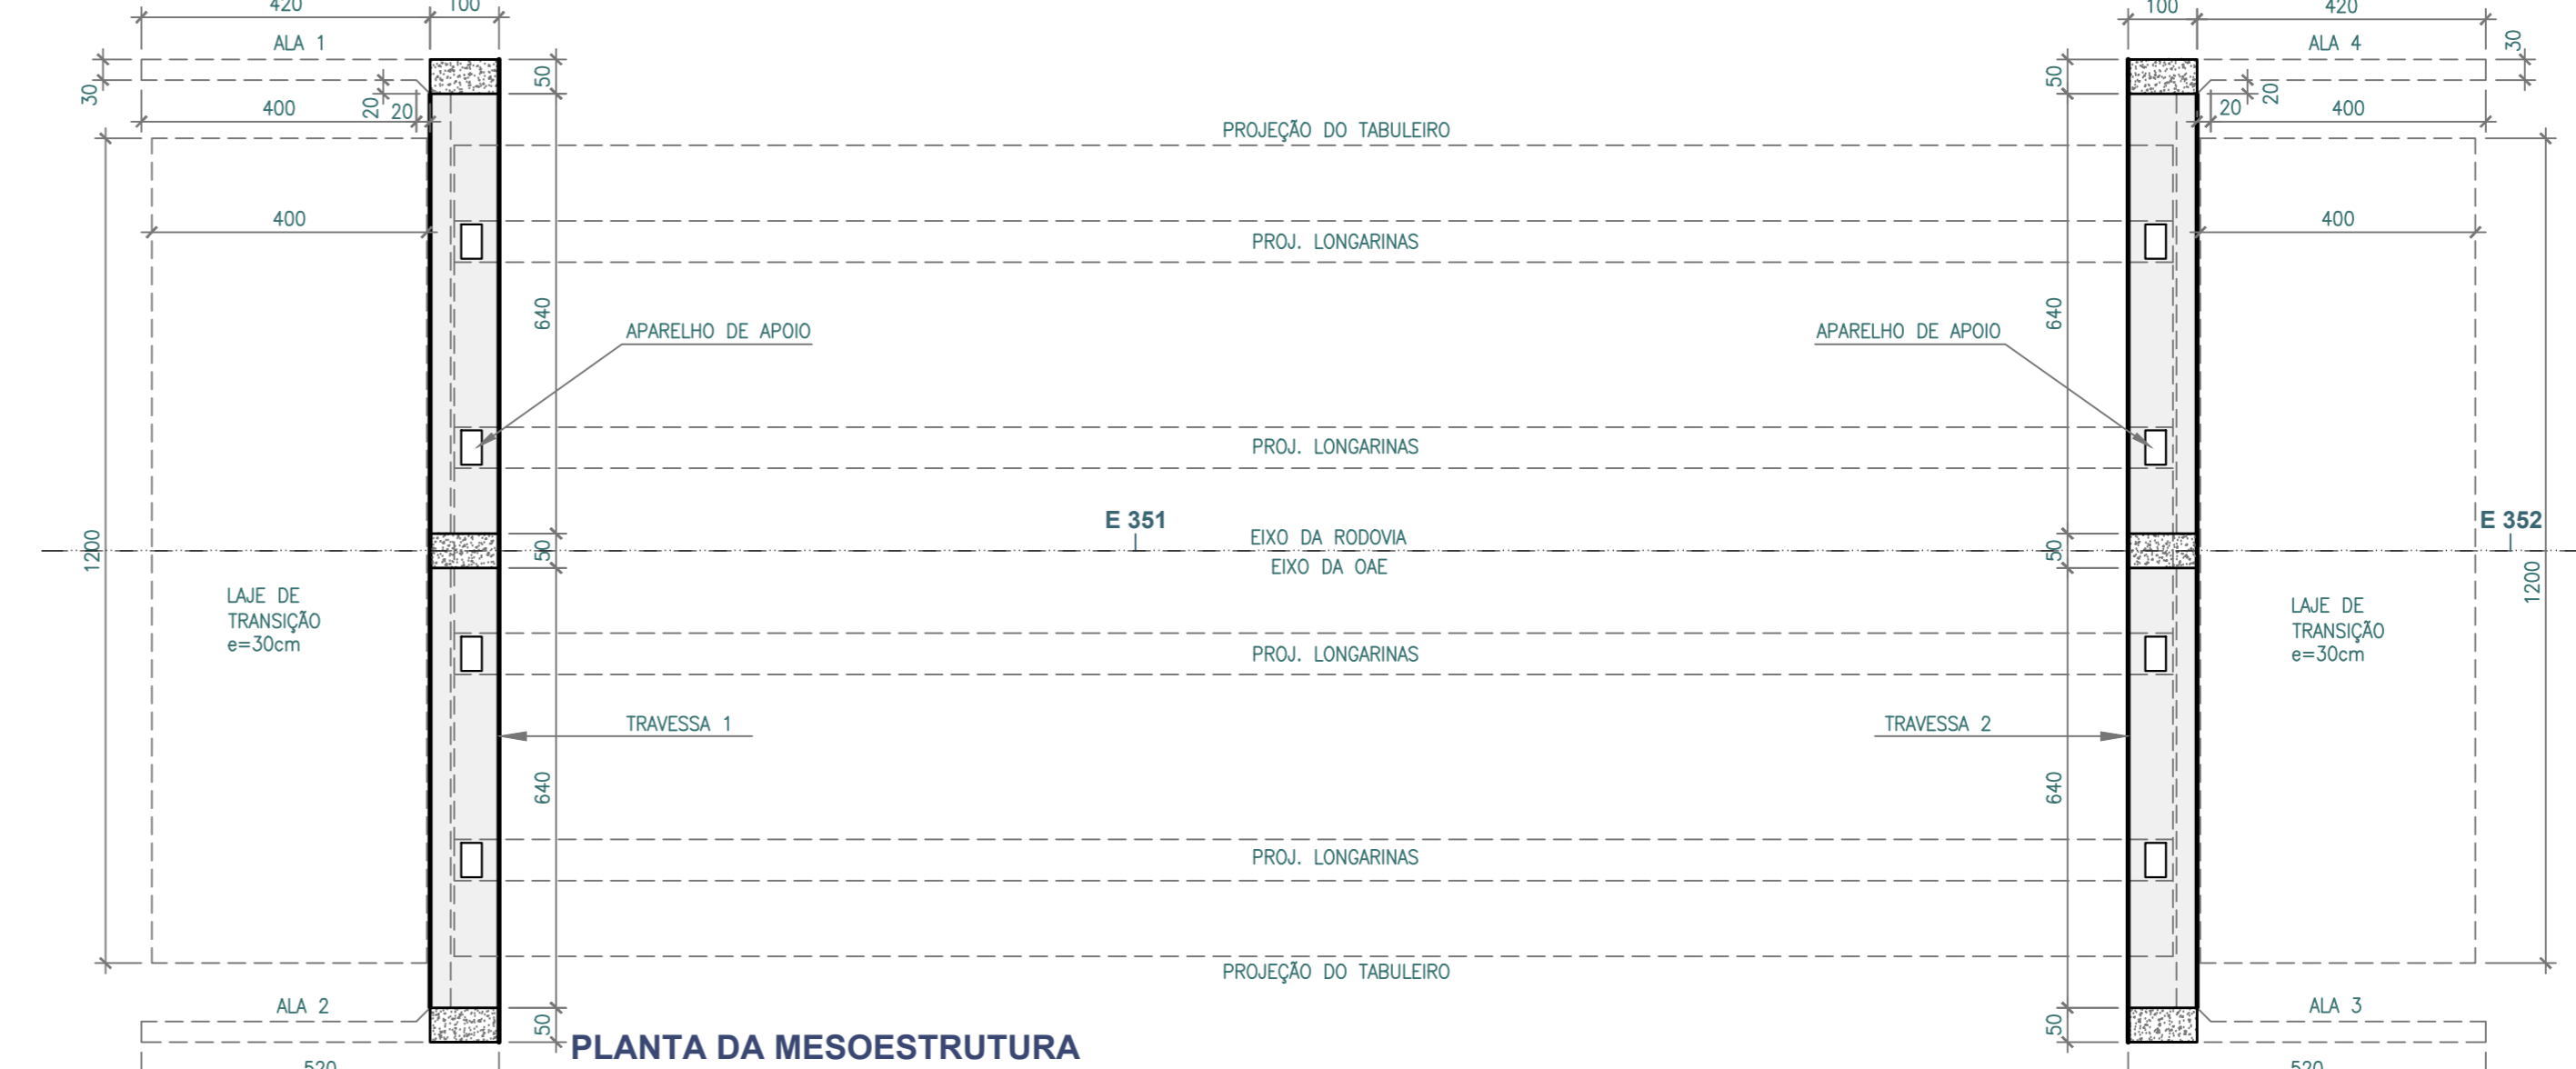 420
100
100
420
ALA 1
ALA 4
30
50
50
30
400
20
20
20
20
400
PROJEÇÃO DO TABULEIRO
400
400
PROJ. LONGARINAS
640
640
APARELHO DE APOIO
APARELHO DE APOIO
PROJ. LONGARINAS
E 351
E 352
EIXO DA RODOVIA
1200
50
50
EIXO DA OAE
1200
LAJE DE
TRANSIÇÃO
e=30cm
LAJE DE
TRANSIÇÃO
e=30cm
PROJ. LONGARINAS
TRAVESSA 1
TRAVESSA 2
640
640
PROJ. LONGARINAS
PROJEÇÃO DO TABULEIRO
ALA 2
ALA 3
50
50
PLANTA DA MESOESTRUTURA
520
520